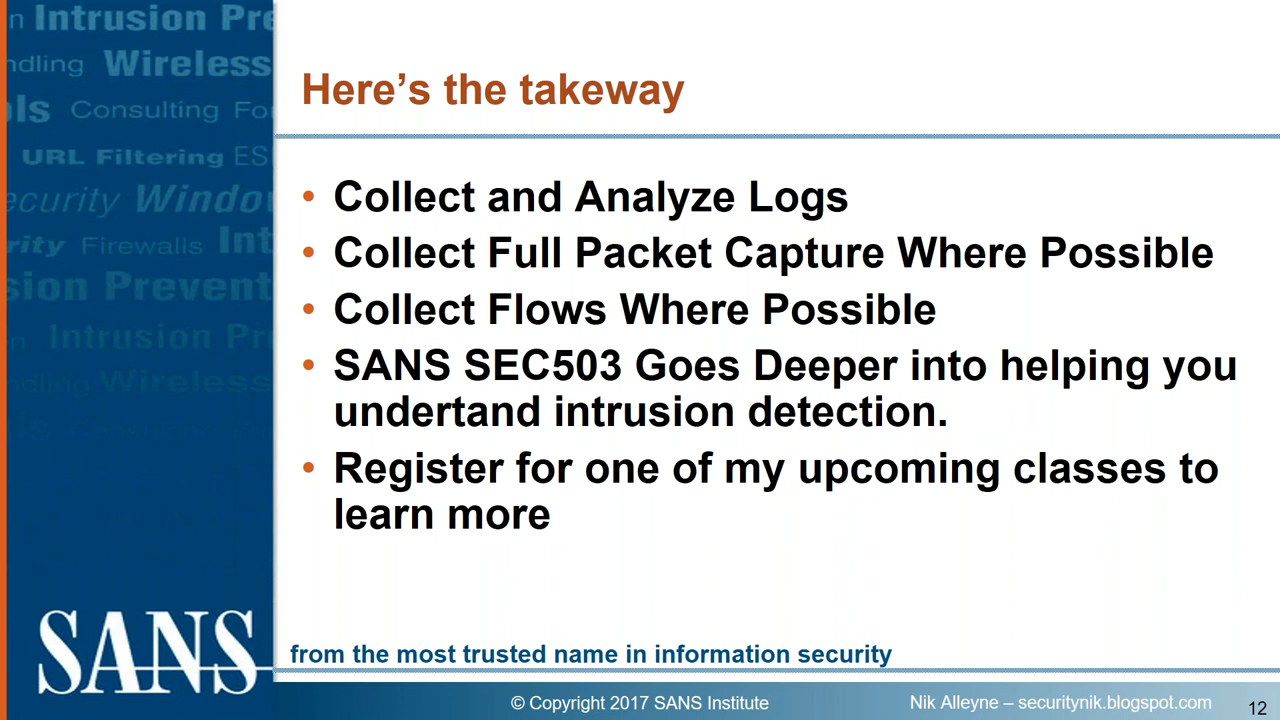 n Intrusion Pre
ndling Wireless
ols Consulting Fo
URL Filtering ES
ecurity Window
rity Firewalls Int
sion Prevent
n Intrusion Pr
ndling Wireless
Here's the takeway
• Collect and Analyze Logs
• Collect Full Packet Capture Where Possible
• Collect Flows Where Possible
• SANS SEC503 Goes Deeper into helping you
undertand intrusion detection.
• Register for one of my upcoming classes to
learn more
SANS
from the most trusted name in information security
© Copyright 2017 SANS Institute
Nik Alleyne – securitynik.blogspot.com
12